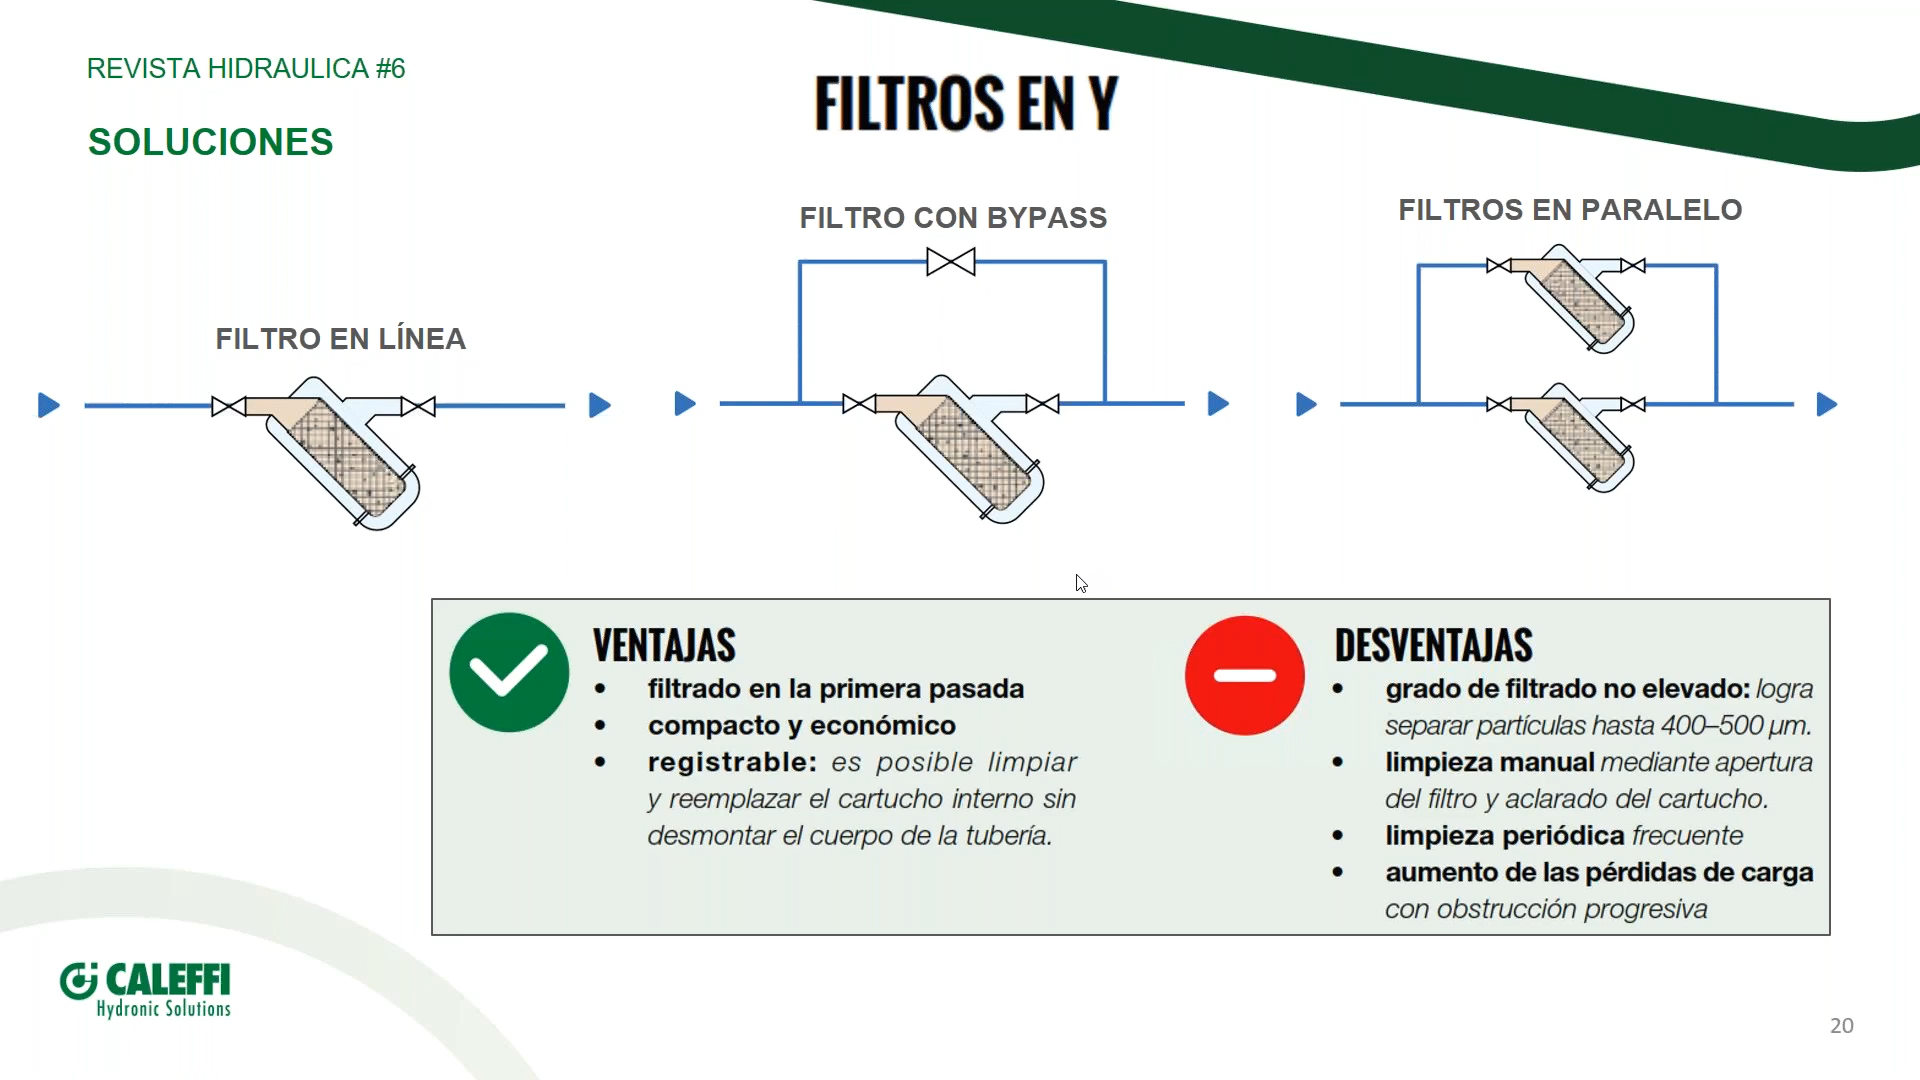 REVISTA HIDRAULICA #6
SOLUCIONES
FILTROS EN Y
FILTRO EN LÍNEA
FILTRO CON BYPASS
FILTROS EN PARALELO
VENTAJAS
• filtrado en la primera pasada
• compacto y económico
• registrable: es posible limpiar
y reemplazar el cartucho interno sin
desmontar el cuerpo de la tubería.
DESVENTAJAS
• grado de filtrado no elevado: logra
separar partículas hasta 400–500 µm.
• limpieza manual mediante apertura
del filtro y aclarado del cartucho.
• limpieza periódica frecuente
• aumento de las pérdidas de carga
con obstrucción progresiva
CALEFFI
Hydronic Solutions
20